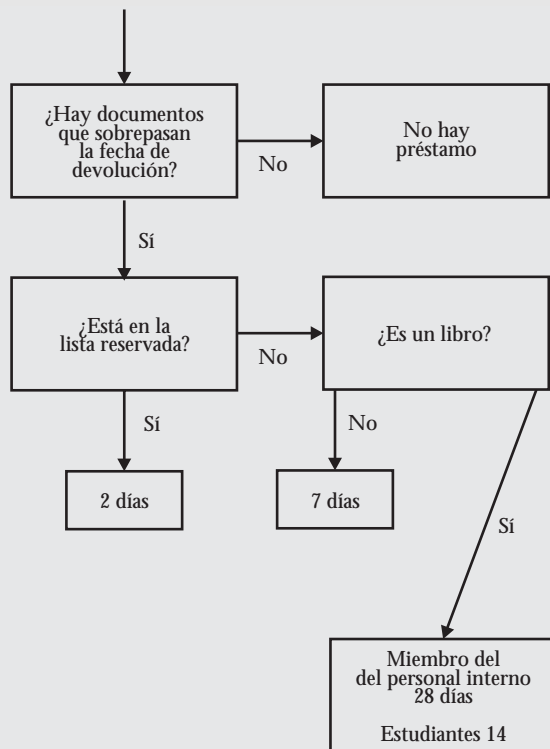 ¿Hay documentos
que sobrepasan
la fecha de
devolución?
No
No hay
préstamo
Sí
¿Está en la
lista reservada?
No
¿Es un libro?
Sí
No
2 días
7 días
Sí
Miembro del
del personal interno
28 días
Estudiantes 14